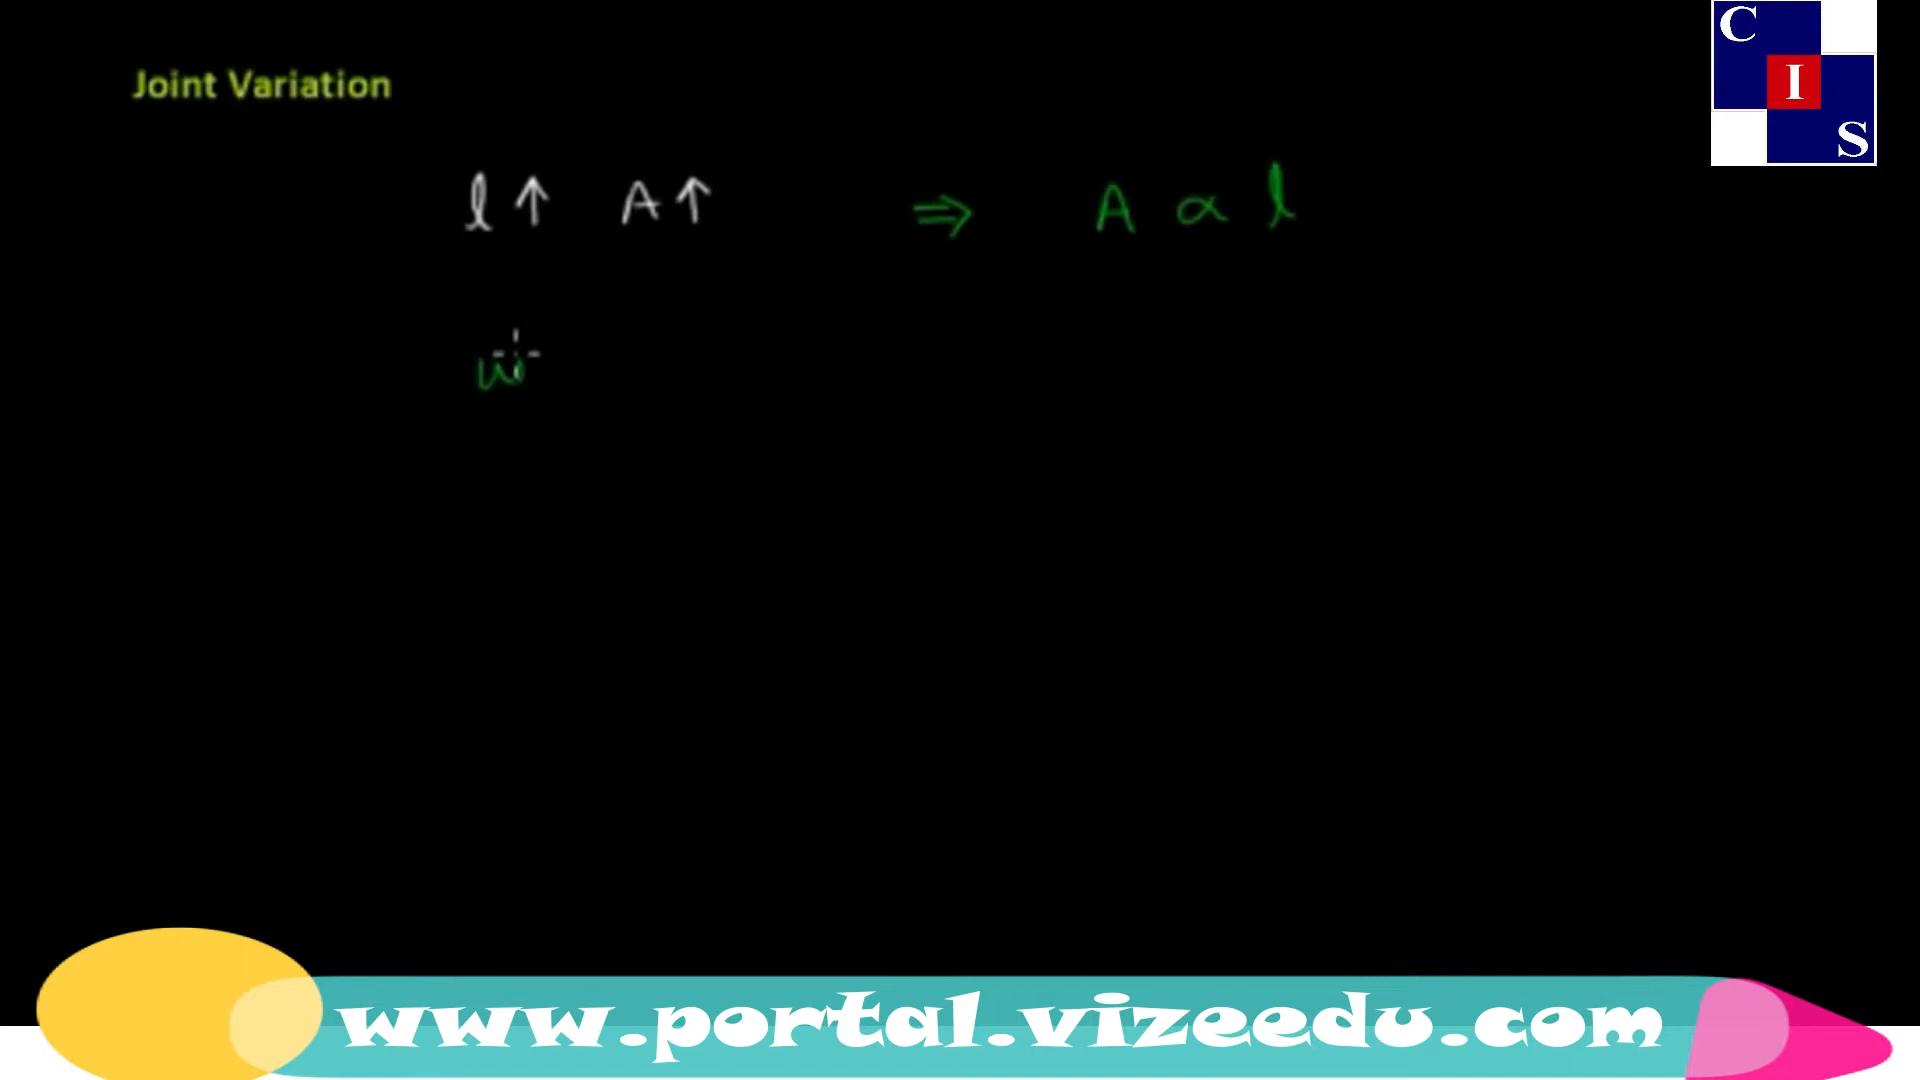 C
I
S
Joint Variation
l ↑ A ↑ ⇒ A ∝ l
w
www.portal.vizeedu.com